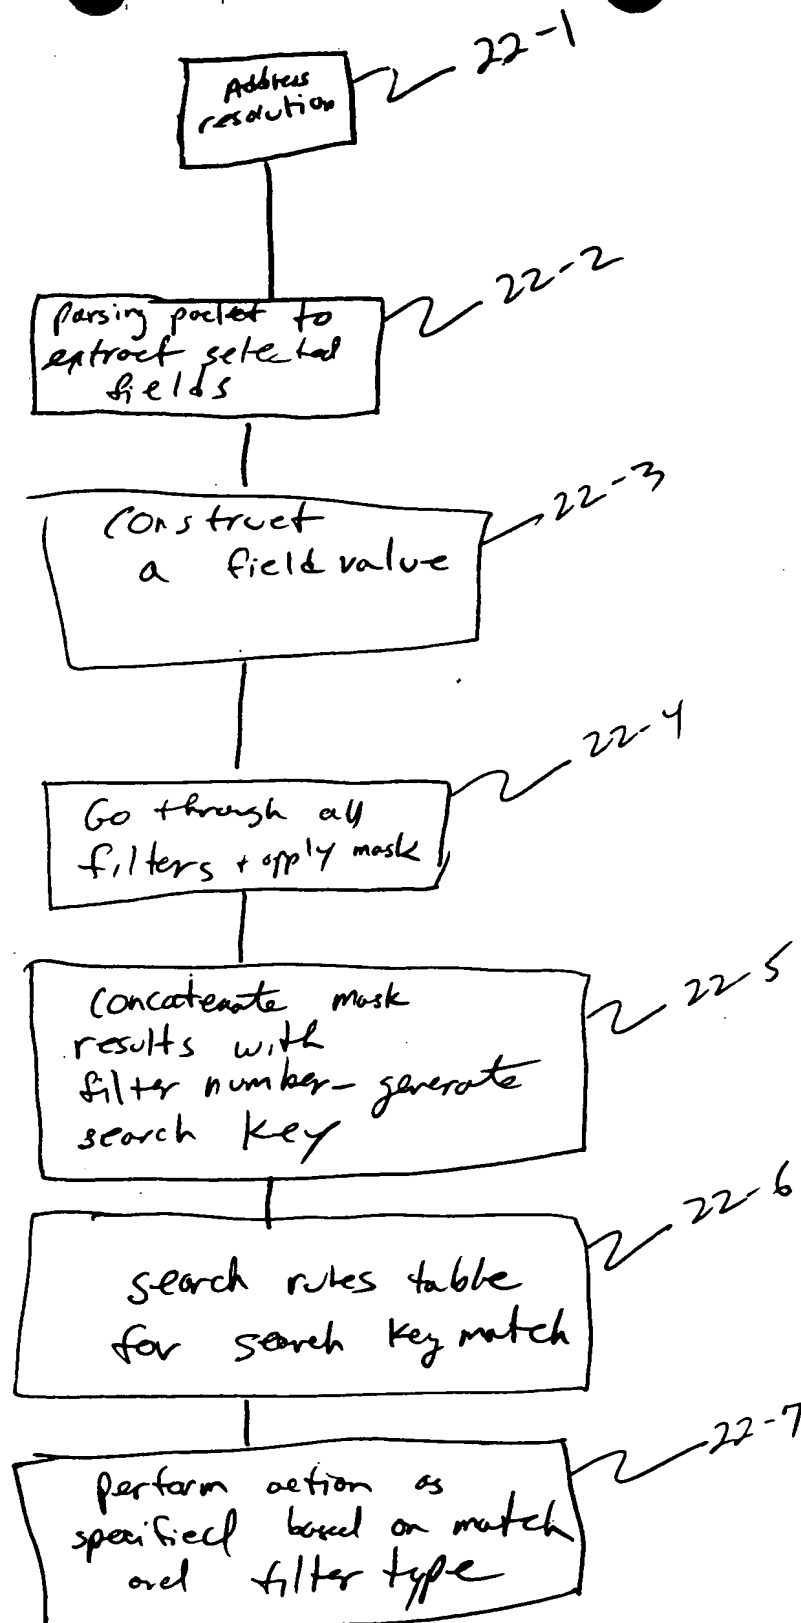 Address
resolution
22-1
Parsing packet to
extract selected
fields
22-2
Construct
a field value
22-3
Go through all
filters + apply mask
22-4
Concatenate mask
results with
filter number - generate
search key
22-5
search rules table
for search key match
22-6
perform action as
specified based on match
and filter type
22-7